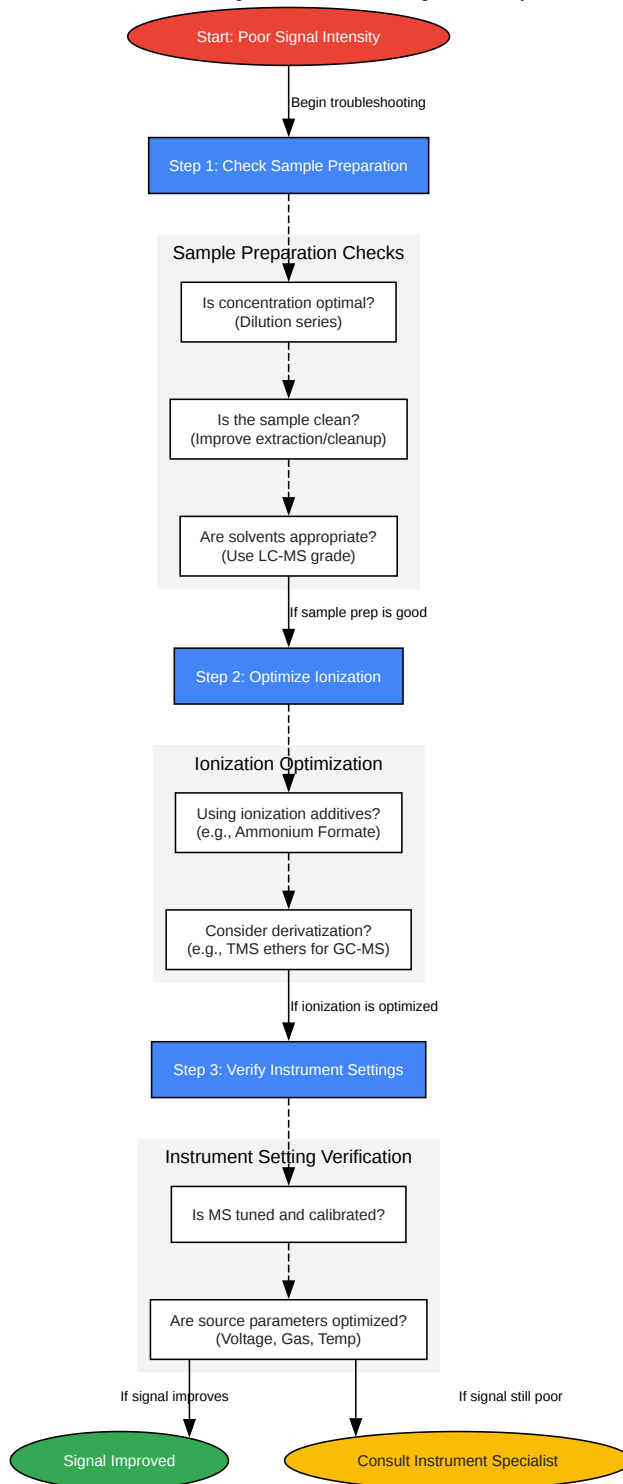 Start: Poor Signal Intensity
Begin troubleshooting
Step 1: Check Sample Preparation
Sample Preparation Checks
Is concentration optimal?
(Dilution series)
Is the sample clean?
(Improve extraction/cleanup)
Are solvents appropriate?
(Use LC-MS grade)
If sample prep is good
Step 2: Optimize Ionization
Ionization Optimization
Using ionization additives?
(e.g., Ammonium Formate)
Consider derivatization?
(e.g., TMS ethers for GC-MS)
If ionization is optimized
Step 3: Verify Instrument Settings
Instrument Setting Verification
Is MS tuned and calibrated?
Are source parameters optimized?
(Voltage, Gas, Temp)
If signal improves
If signal still poor
Signal Improved
Consult Instrument Specialist